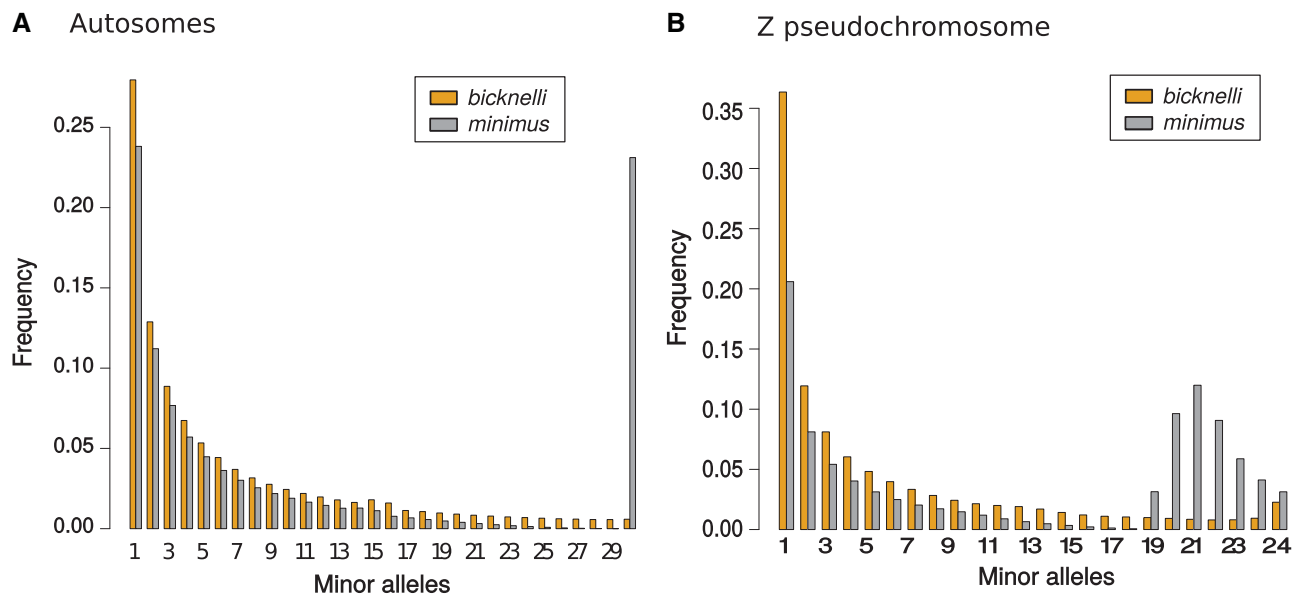 A Autosomes
bicknelli
minimus
Frequency
0.25
0.20
0.15
0.10
0.05
0.00
1 3 5 7 9 11 13 15 17 19 21 23 25 27 29
Minor alleles
B Z pseudochromosome
bicknelli
minimus
Frequency
0.35
0.30
0.25
0.20
0.15
0.10
0.05
0.00
1 3 5 7 9 11 13 15 17 19 21 23 24
Minor alleles